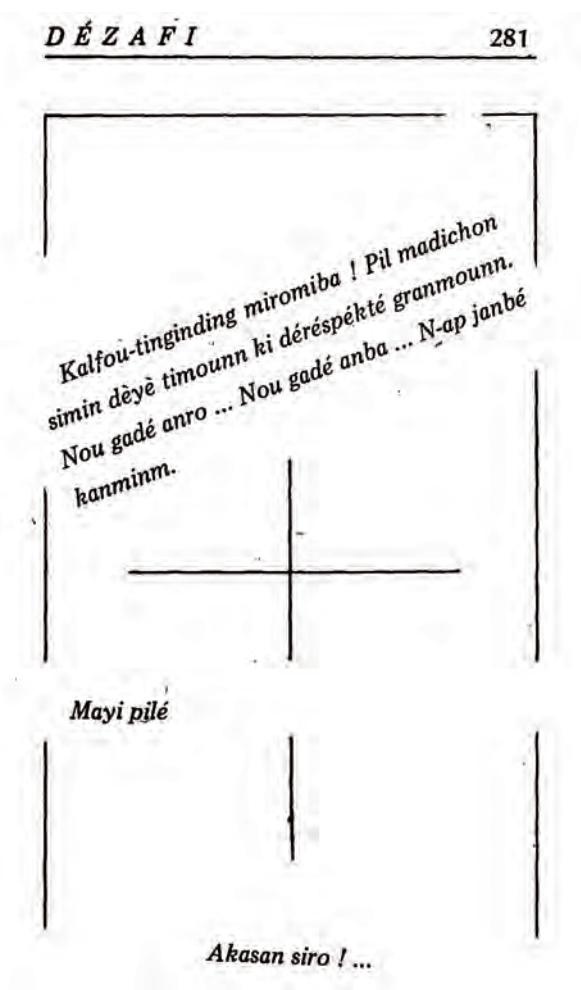 DÉZAFI 281
Kalfou-tinginding miromiba ! Pil madichon
simin dèyè timounn ki déréspékté granmounn.
Nou gadé anro ... Nou gadé anba ... N-ap janbé
kanminm.
Mayi pilé
Akasan siro ! ...